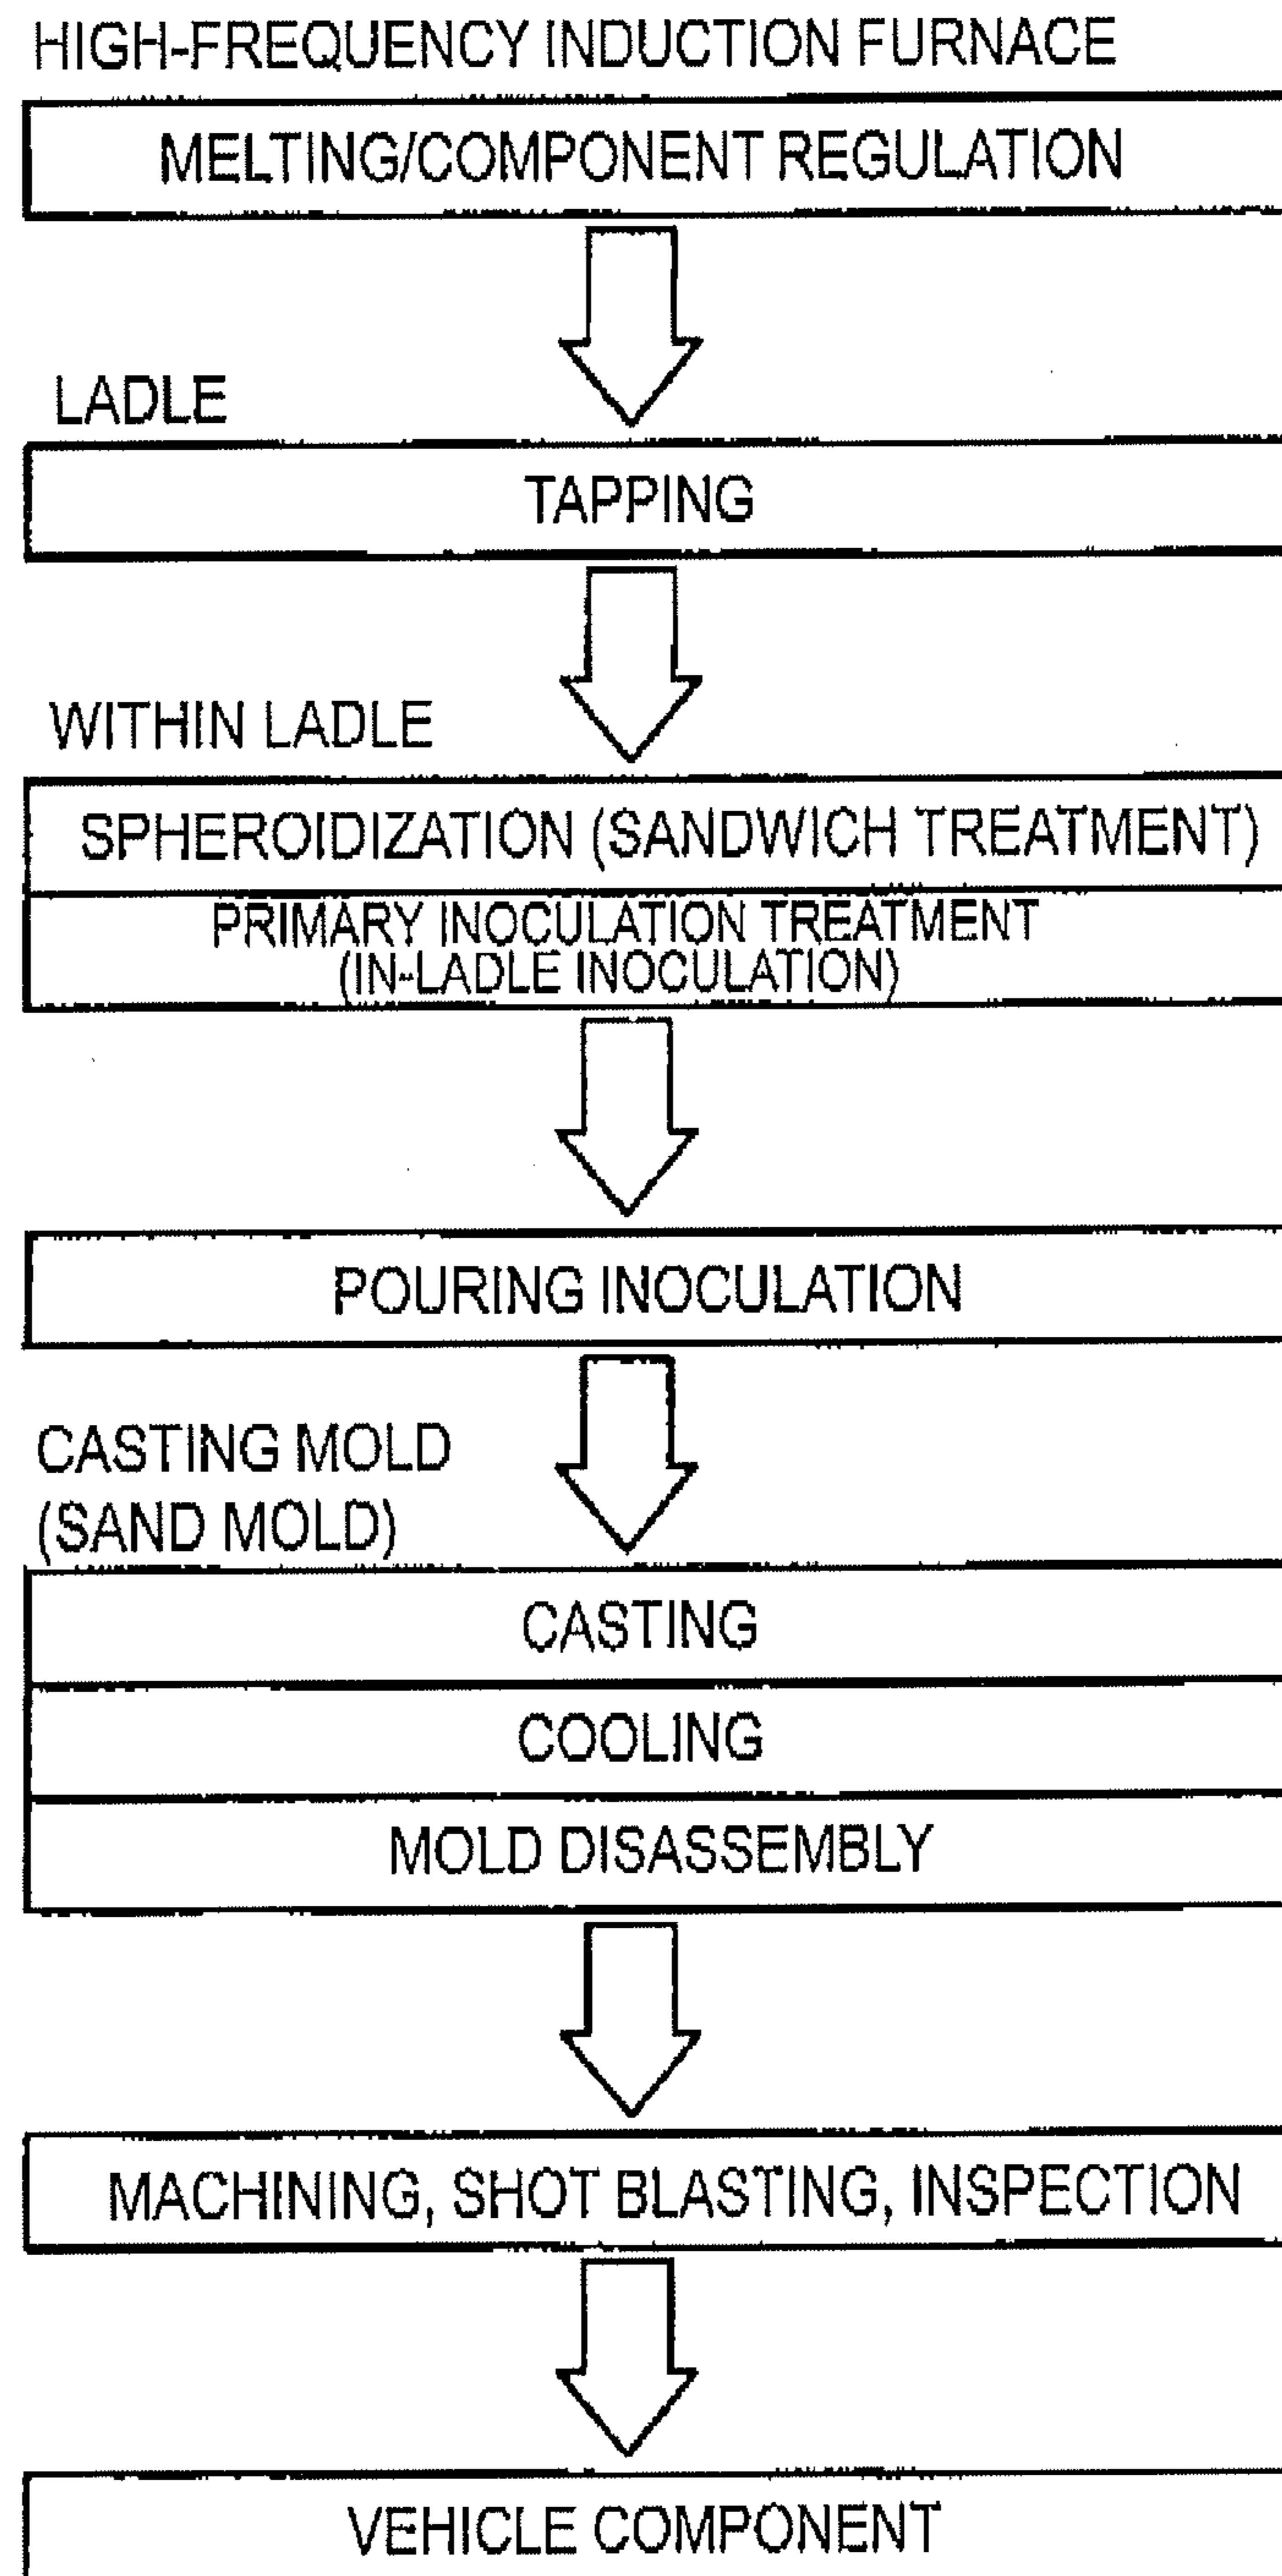 HIGH-FREQUENCY INDUCTION FURNACE
MELTING/COMPONENT REGULATION
LADLE
TAPPING
WITHIN LADLE
SPHEROIDIZATION (SANDWICH TREATMENT)
PRIMARY INOCULATION TREATMENT
(IN-LADLE INOCULATION)
POURING INOCULATION
CASTING MOLD
(SAND MOLD)
CASTING
COOLING
MOLD DISASSEMBLY
MACHINING, SHOT BLASTING, INSPECTION
VEHICLE COMPONENT